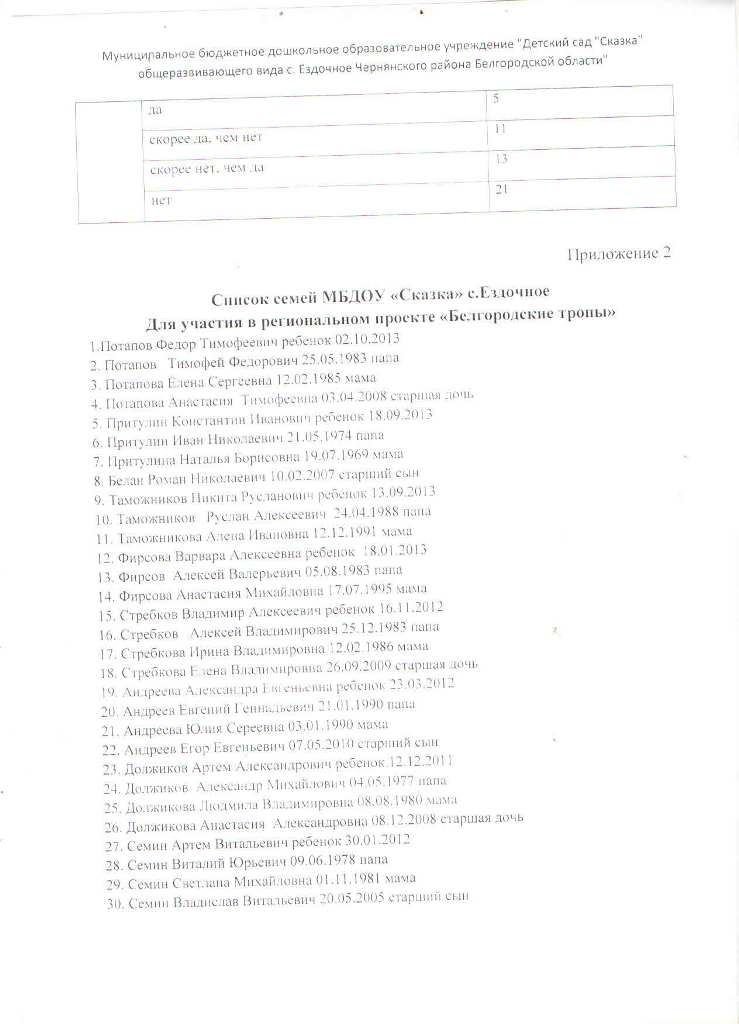 Муниципальное бюджетное дошкольное образовательное учреждение "Детский сад "Сказка"
общеразвивающего вида с. Ездочное Чернянского района Белгородской области"
да 5
скорее да, чем нет 11
скорее нет, чем да 13
нет 21
Приложение 2
Список семей МБДОУ «Сказка» с.Ездочное
Для участия в региональном проекте «Белгородские тропы»
1.Потапов Федор Тимофеевич ребенок 02.10.2013
2. Потапов Тимофей Федорович 25.05.1983 папа
3. Потапова Елена Сергеевна 12.02.1985 мама
4. Потапова Анастасия Тимофеевна 03.04.2008 старшая дочь
5. Притулин Константин Иванович ребенок 18.09.2013
6. Притулин Иван Николаевич 21.05.1974 папа
7. Притулина Наталья Борисовна 19.07.1969 мама
8. Белан Роман Николаевич 10.02.2007 старший сын
9. Таможников Никита Русланович ребенок 13.09.2013
10. Таможников Руслан Алексеевич 24.04.1988 папа
11. Таможникова Алена Ивановна 12.12.1991 мама
12. Фирсова Варвара Алексеевна ребенок 18.01.2013
13. Фирсов Алексей Валерьевич 05.08.1983 папа
14. Фирсова Анастасия Михайловна 17.07.1995 мама
15. Стребков Владимир Алексеевич ребенок 16.11.2012
16. Стребков Алексей Владимирович 25.12.1983 папа
17. Стребкова Ирина Владимировна 12.02.1986 мама
18. Стребкова Елена Владимировна 26.09.2009 старшая дочь
19. Андреева Александра Евгеньевна ребенок 23.03.2012
20. Андреев Евгений Геннадьевич 21.01.1990 папа
21. Андреева Юлия Сереевна 03.01.1990 мама
22. Андреев Егор Евгеньевич 07.05.2010 старший сын
23. Должиков Артем Александрович ребенок 12.12.2011
24. Должиков Александр Михайлович 04.05.1977 папа
25. Должикова Людмила Владимировна 08.08.1980 мама
26. Должикова Анастасия Александровна 08.12.2008 старшая дочь
27. Семин Артем Витальевич ребенок 30.01.2012
28. Семин Виталий Юрьевич 09.06.1978 папа
29. Семин Светлана Михайловна 01.11.1981 мама
30. Семин Владислав Витальевич 20.05.2005 старший сын